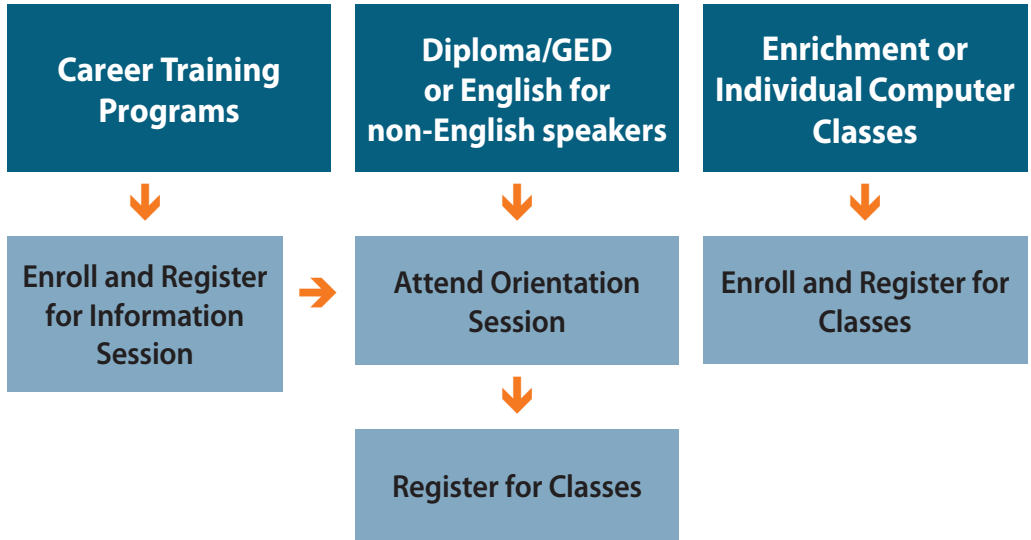 Career Training
Programs
Diploma/GED
or English for
non-English speakers
Enrichment or
Individual Computer
Classes
Enroll and Register
for Information
Session
Attend Orientation
Session
Enroll and Register for
Classes
Register for Classes